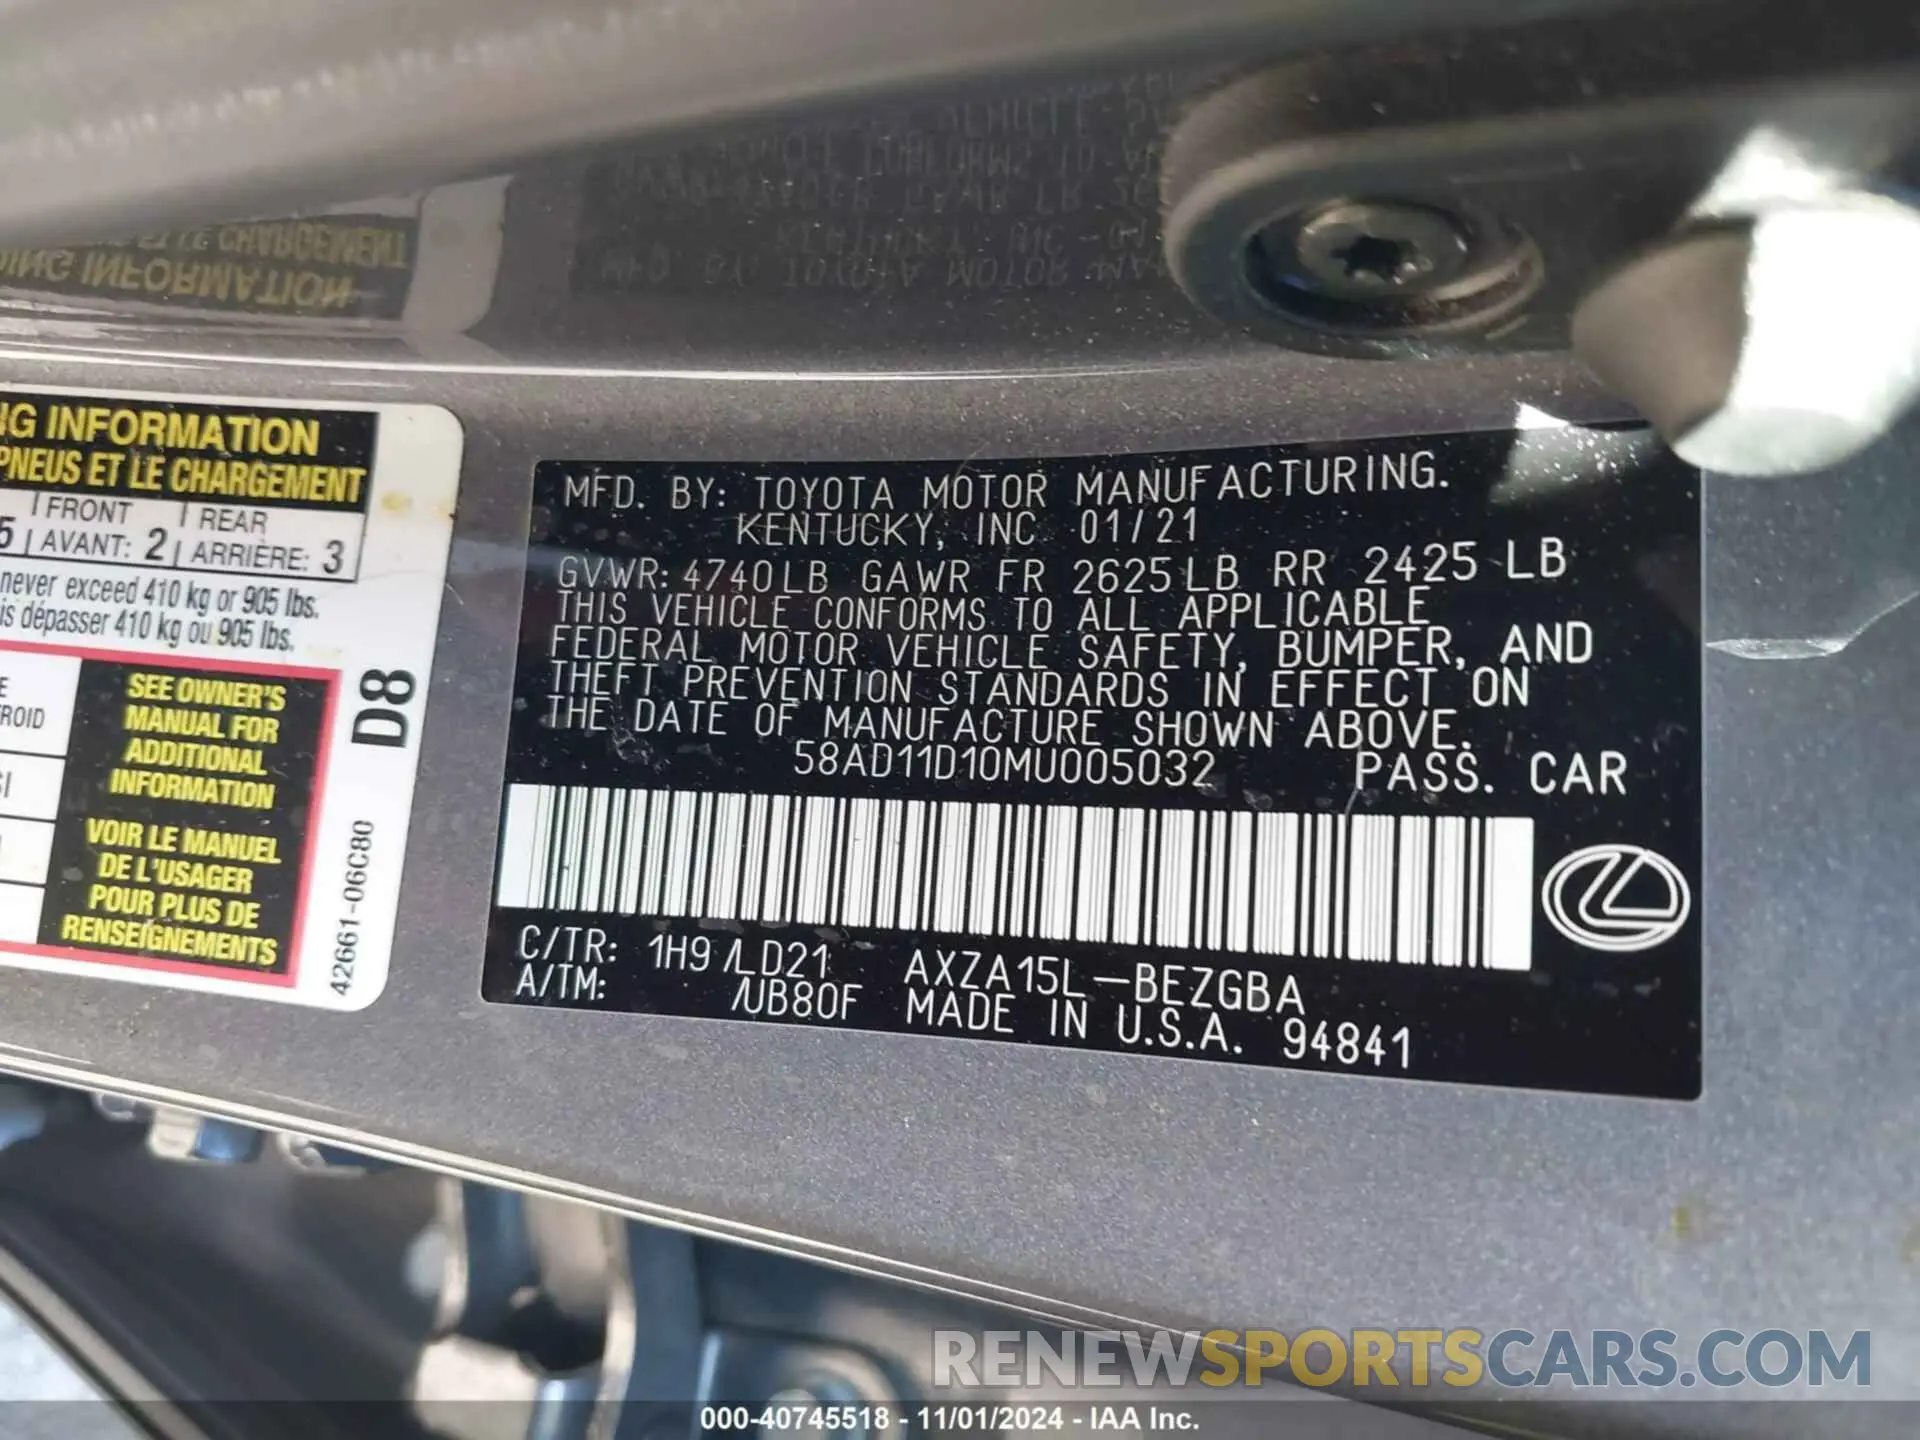 NG INFORMATION
PNEUS ET LE CHARGEMENT
5 FRONT REAR
AVANT: 2 ARRIÈRE: 3
never exceed 410 kg or 905 lbs.
is dépasser 410 kg ou 905 lbs.
SEE OWNER'S
MANUAL FOR
ADDITIONAL
INFORMATION
VOIR LE MANUEL
DE L'USAGER
POUR PLUS DE
RENSEIGNEMENTS
D8
42661-06C80
MFD. BY: TOYOTA MOTOR MANUFACTURING.
KENTUCKY, INC 01/21
GVWR: 4740LB GAWR FR 2625LB RR 2425 LB
THIS VEHICLE CONFORMS TO ALL APPLICABLE
FEDERAL MOTOR VEHICLE SAFETY, BUMPER, AND
THEFT PREVENTION STANDARDS IN EFFECT ON
THE DATE OF MANUFACTURE SHOWN ABOVE.
58AD11D10MU005032 PASS. CAR
C/TR: 1H9/LD21 AXZA15L-BEZGBA
A/TM: /UB80F MADE IN U.S.A. 94841
RENEWSPORTSCARS.COM
000-40745518 - 11/01/2024 - IAA Inc.